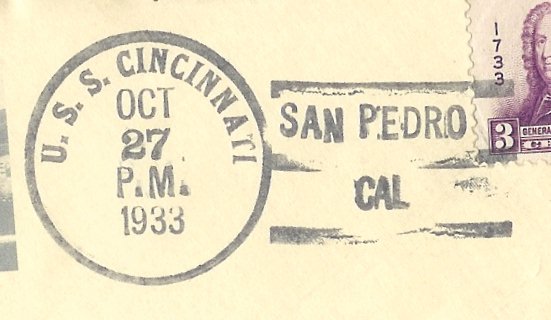 U. S. S. CINCINNATI
OCT
27
P.M.
1933
SAN PEDRO
CAL
1733
3
GENERA